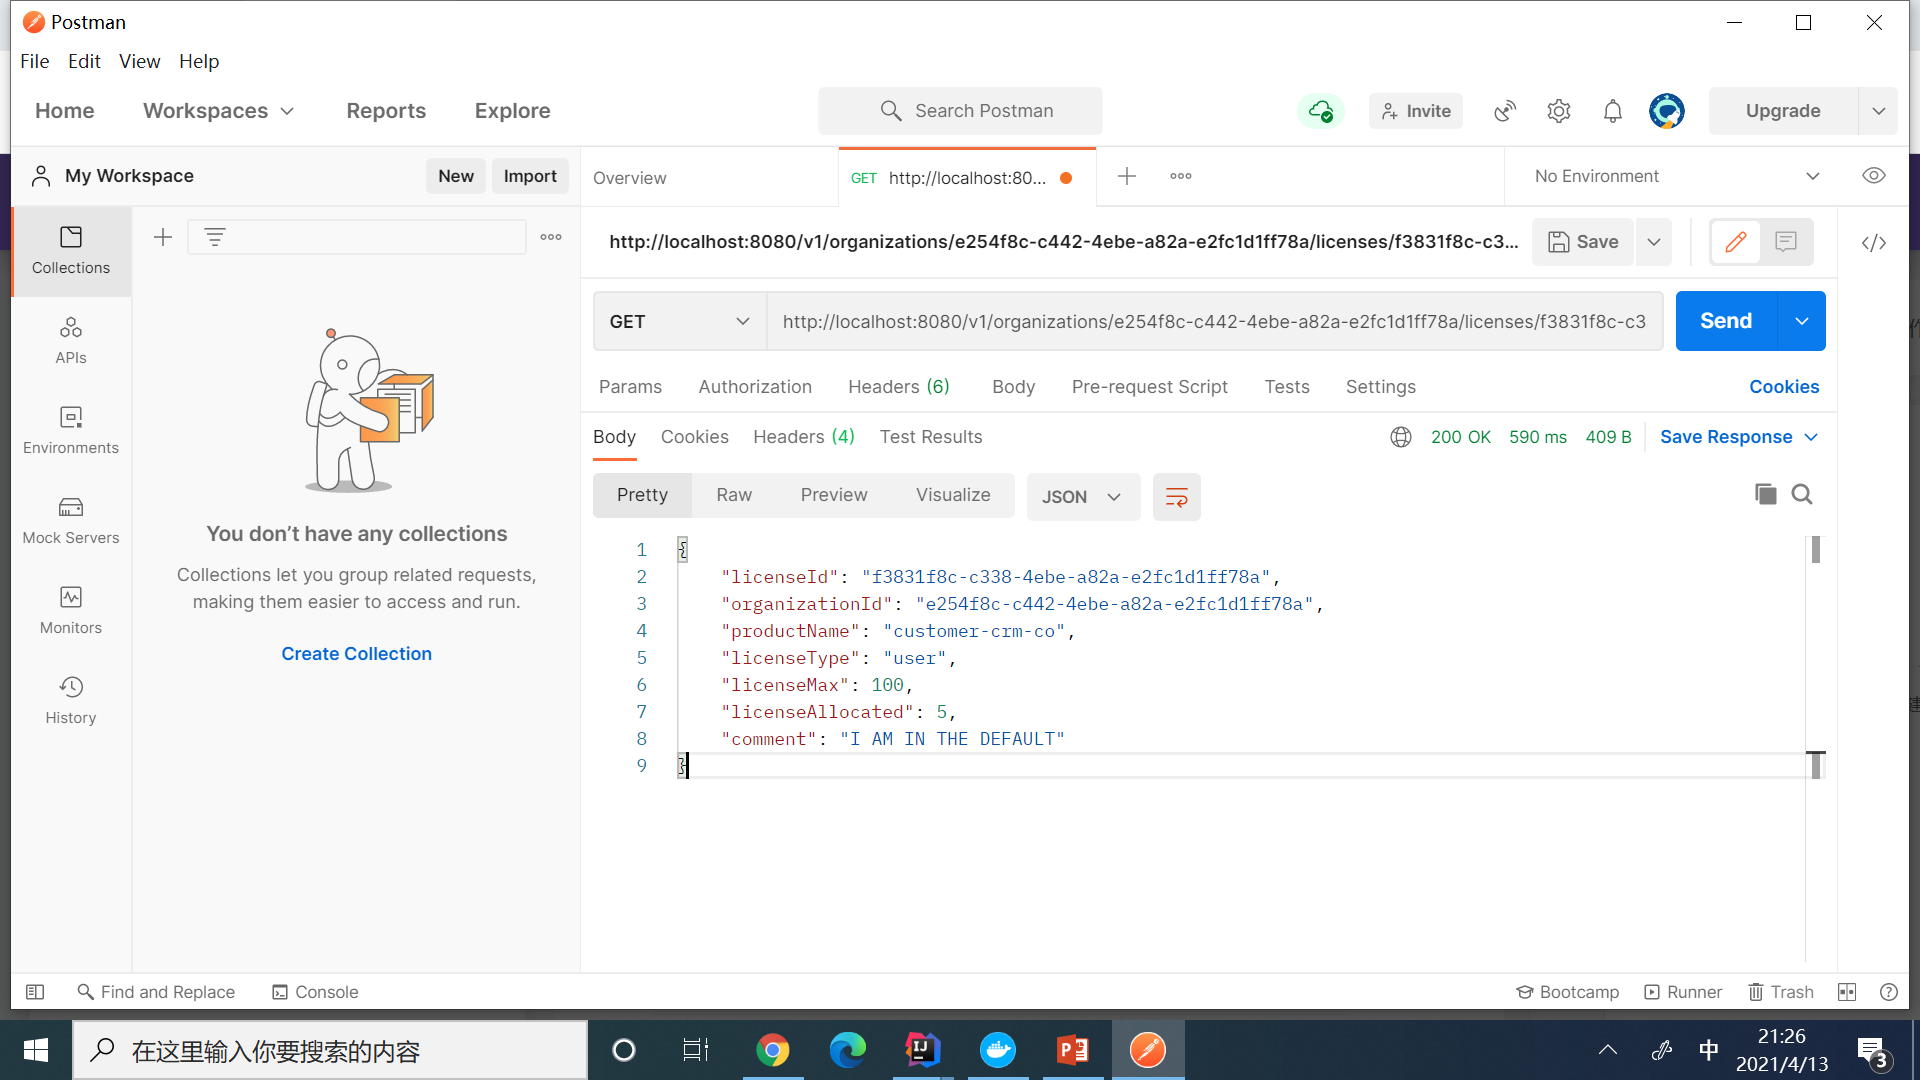 Postman
File Edit View Help
Home Workspaces Reports Explore Search Postman Invite Upgrade
My Workspace New Import Overview GET http://localhost:80... No Environment
Collections
http://localhost:8080/v1/organizations/e254f8c-c442-4ebe-a82a-e2fc1d1ff78a/licenses/f3831f8c-c3... Save
GET http://localhost:8080/v1/organizations/e254f8c-c442-4ebe-a82a-e2fc1d1ff78a/licenses/f3831f8c-c3 Send
APIs
Params Authorization Headers (6) Body Pre-request Script Tests Settings Cookies
Environments
Body Cookies Headers (4) Test Results 200 OK 590 ms 409 B Save Response
Pretty Raw Preview Visualize JSON
Mock Servers
You don’t have any collections
Collections let you group related requests,
making them easier to access and run.
Create Collection
Monitors
History
1 {
2 "licenseId": "f3831f8c-c338-4ebe-a82a-e2fc1d1ff78a",
3 "organizationId": "e254f8c-c442-4ebe-a82a-e2fc1d1ff78a",
4 "productName": "customer-crm-co",
5 "licenseType": "user",
6 "licenseMax": 100,
7 "licenseAllocated": 5,
8 "comment": "I AM IN THE DEFAULT"
9 }
Find and Replace Console Bootcamp Runner Trash
在这里输入你要搜索的内容 中 21:26
2021/4/13 3